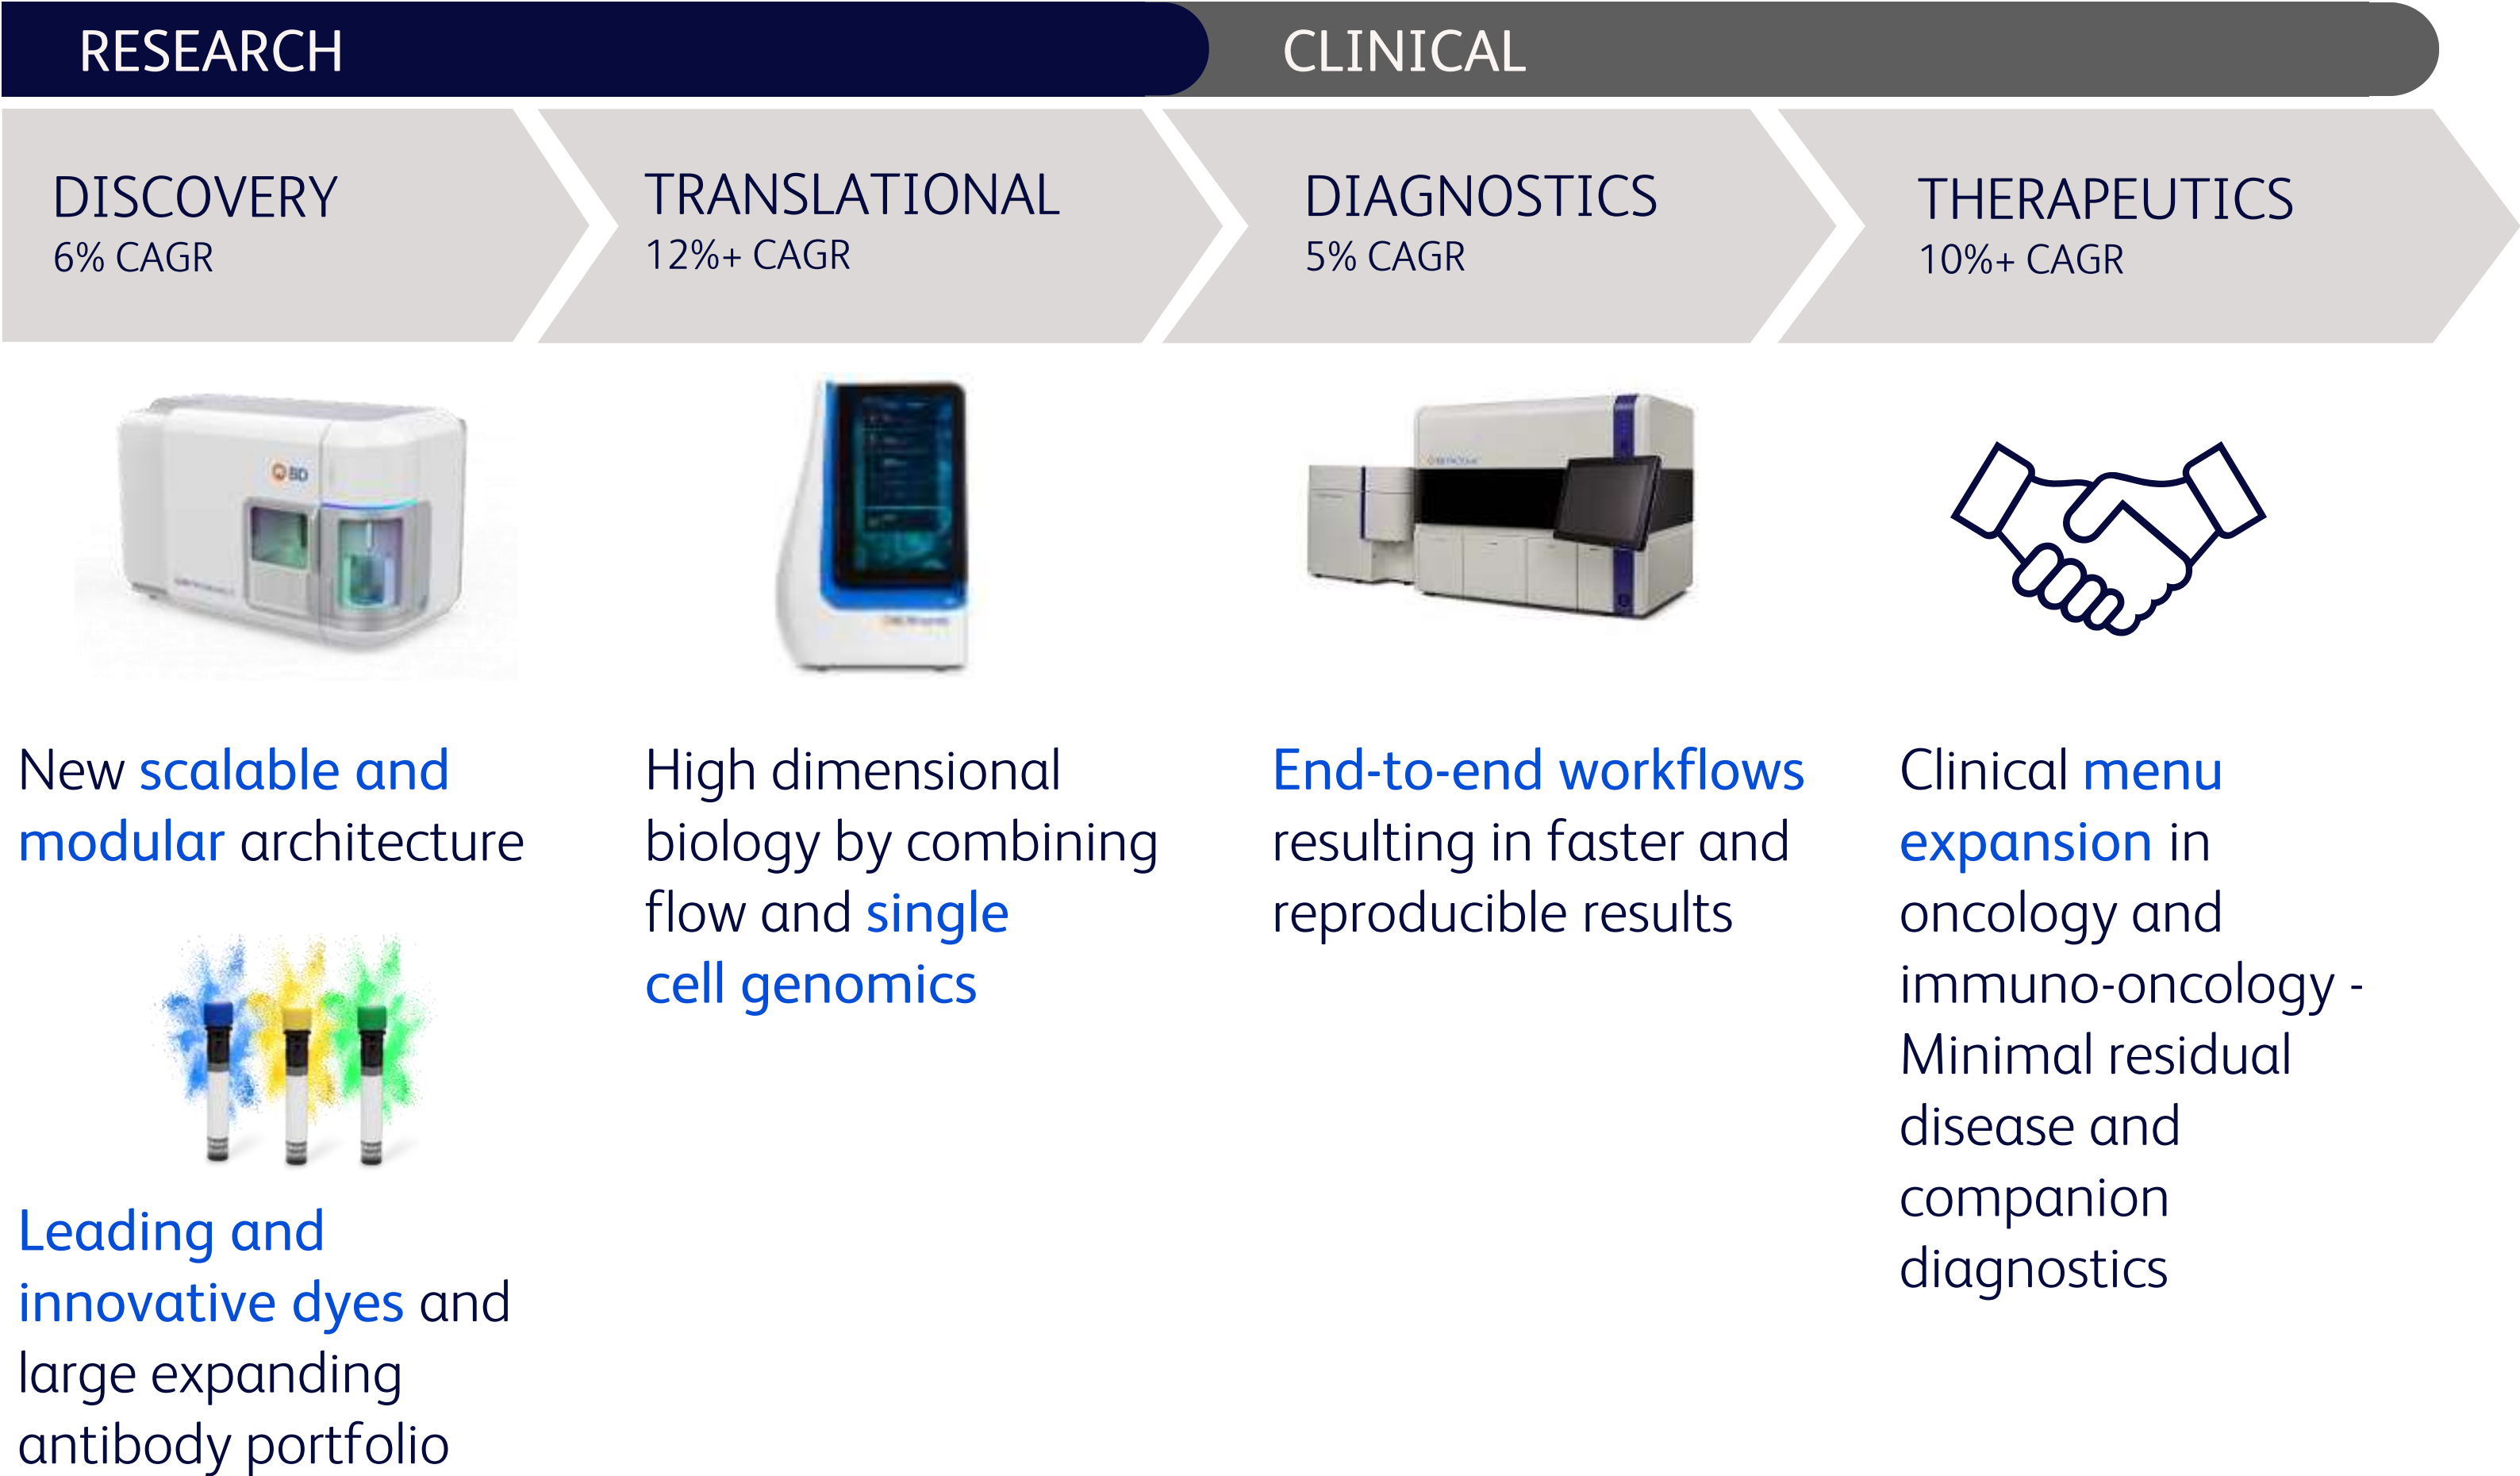 RESEARCH
CLINICAL
DISCOVERY
6% CAGR
TRANSLATIONAL
12%+ CAGR
DIAGNOSTICS
5% CAGR
THERAPEUTICS
10%+ CAGR
BD
New scalable and
modular architecture
Leading and
innovative dyes and
large expanding
antibody portfolio
High dimensional
biology by combining
flow and single
cell genomics
End-to-end workflows
resulting in faster and
reproducible results
Clinical menu
expansion in
oncology and
immuno-oncology -
Minimal residual
disease and
companion
diagnostics